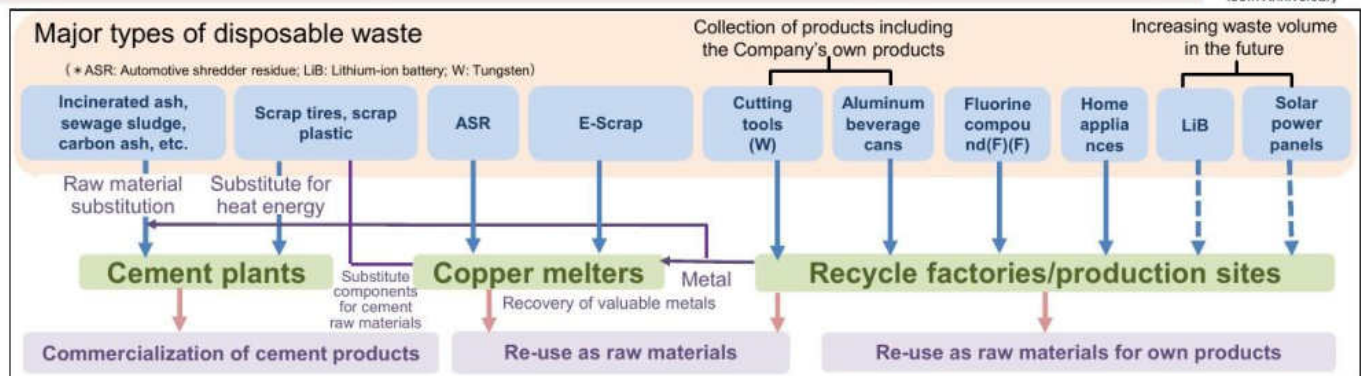 Major types of disposable waste
(*ASR: Automotive shredder residue; LiB: Lithium-ion battery; W: Tungsten)
Collection of products including
the Company's own products
Increasing waste volume
in the future
Incinerated ash,
sewage sludge,
carbon ash, etc.
Scrap tires, scrap
plastic
ASR
E-Scrap
Cutting
tools
(W)
Aluminum
beverage
cans
Fluorine
compou
nd(F)(F)
Home
applia
nces
LiB
Solar
power
panels
Raw material
substitution
Substitute for
heat energy
Cement plants
Substitute
components
for cement
raw materials
Copper melters
Metal
Recycle factories/production sites
Recovery of valuable metals
Commercialization of cement products
Re-use as raw materials
Re-use as raw materials for own products